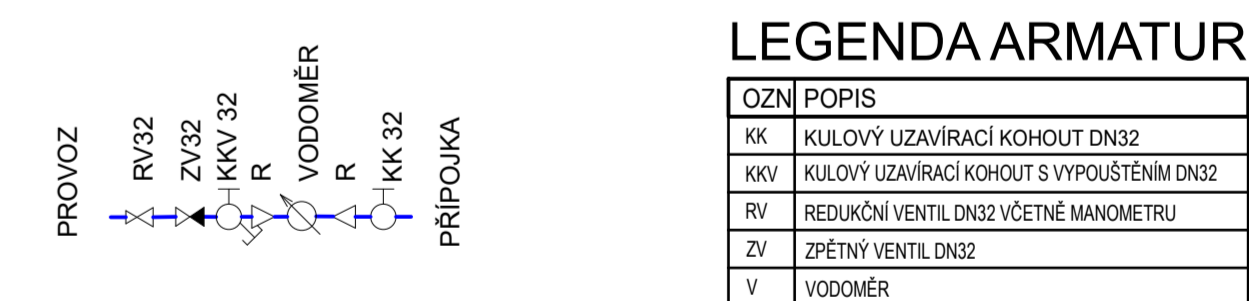 PROVOZ
RV32
ZV32
KKV 32
R
VODOMĚR
R
KK 32
PŘÍPOJKA
LEGENDA ARMATUR
OZN POPIS
KK KULOVÝ UZAVÍRACÍ KOHOUT DN32
KKV KULOVÝ UZAVÍRACÍ KOHOUT S VYPOUŠTĚNÍM DN32
RV REDUKČNÍ VENTIL DN32 VČETNĚ MANOMETRU
ZV ZPĚTNÝ VENTIL DN32
V VODOMĚR